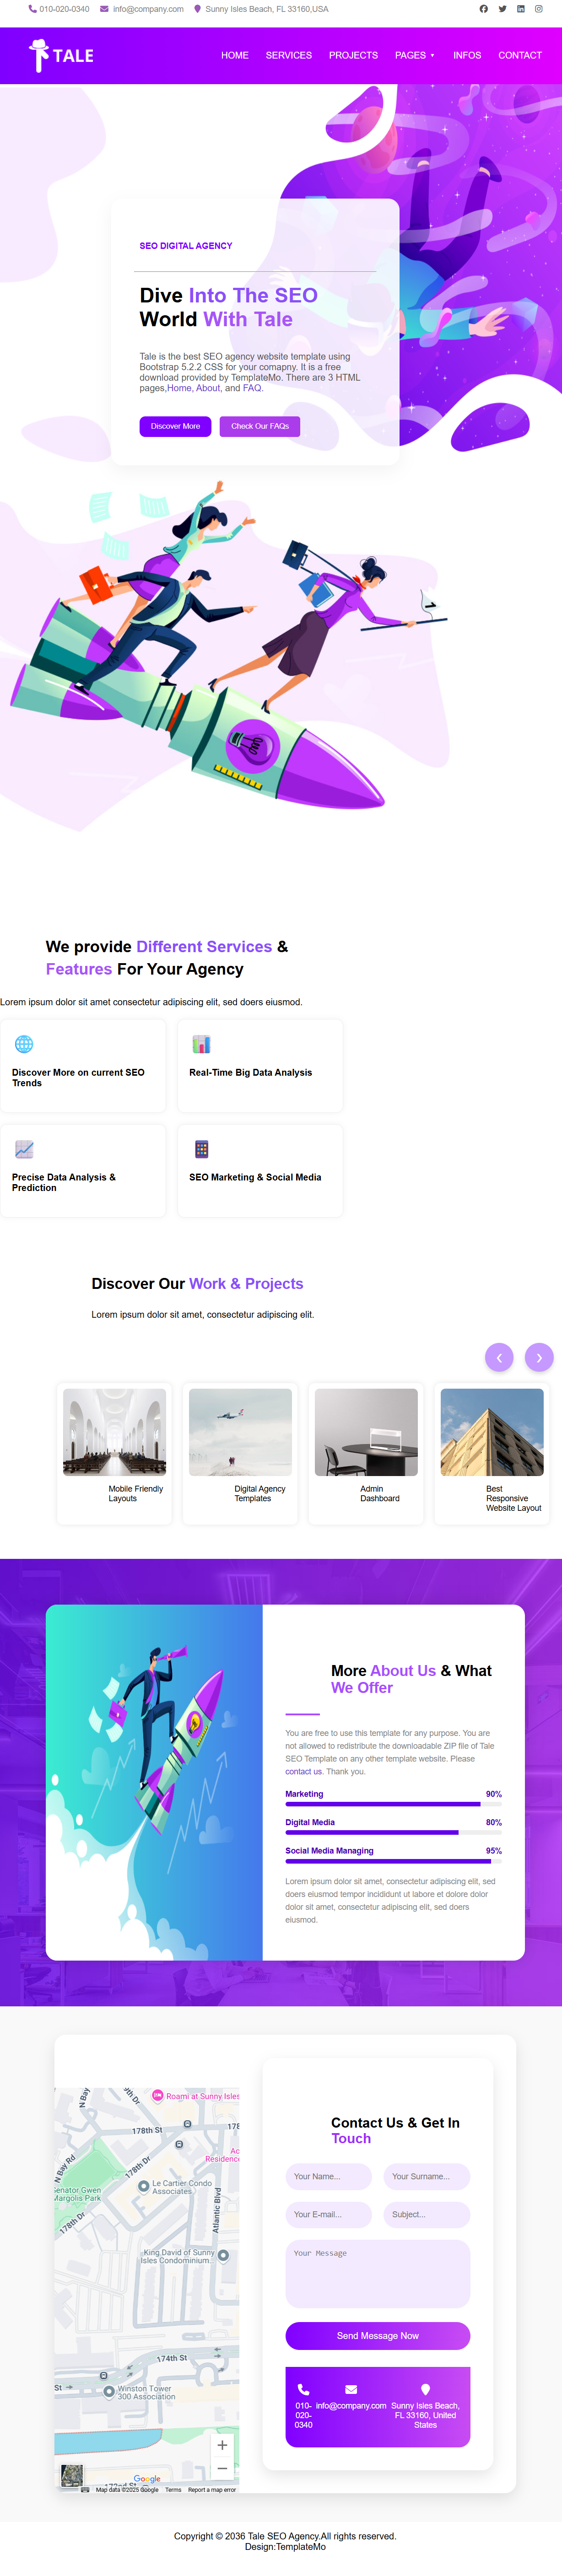 010-020-0340 info@company.com Sunny Isles Beach, FL 33160,USA
TALE HOME SERVICES PROJECTS PAGES INFOS CONTACT
SEO DIGITAL AGENCY
Dive Into The SEO
World With Tale
Tale is the best SEO agency website template using
Bootstrap 5.2.2 CSS for your comapny. It is a free
download provided by TemplateMo. There are 3 HTML
pages,Home, About, and FAQ.
Discover More Check Our FAQs
1
We provide Different Services &
Features For Your Agency
Lorem ipsum dolor sit amet consectetur adipiscing elit, sed doers eiusmod.
Discover More on current SEO
Trends
Real-Time Big Data Analysis
Precise Data Analysis &
Prediction
SEO Marketing & Social Media
Discover Our Work & Projects
Lorem ipsum dolor sit amet, consectetur adipiscing elit.
Mobile Friendly
Layouts
Digital Agency
Templates
Admin
Dashboard
Best
Responsive
Website Layout
More About Us & What
We Offer
You are free to use this template for any purpose. You are
not allowed to redistribute the downloadable ZIP file of Tale
SEO Template on any other template website. Please
contact us. Thank you.
Marketing 90%
Digital Media 80%
Social Media Managing 95%
Lorem ipsum dolor sit amet, consectetur adipiscing elit, sed
doers eiusmod tempor incididunt ut labore et dolore dolor
dolor sit amet, consectetur adipiscing elit, sed doers
eiusmod.
N Bay
179th Dr
Roami at Sunny Isles
178th St
178
Ac
Residence
N Bay Rd
178th Dr
Le Cartier Condo
Associates
Senator Gwen
Margolis Park
178th Dr
Atlantic Blvd
King David of Sunny
Isles Condominium...
174th St
St
Winston Tower
300 Association
172nd St
Google
Map data ©2025 Google Terms Report a map error
Contact Us & Get In
Touch
Your Name... Your Surname...
Your E-mail... Subject...
Your Message
Send Message Now
010-
020-
0340
info@company.com
Sunny Isles Beach,
FL 33160, United
States
Copyright © 2036 Tale SEO Agency.All rights reserved.
Design:TemplateMo